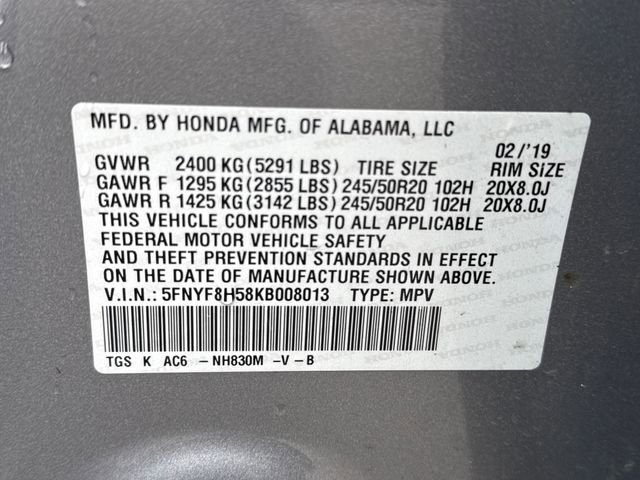 MFD. BY HONDA MFG. OF ALABAMA, LLC
02/'19
GVWR 2400 KG (5291 LBS) TIRE SIZE RIM SIZE
GAWR F 1295 KG (2855 LBS) 245/50R20 102H 20X8.0J
GAWR R 1425 KG (3142 LBS) 245/50R20 102H 20X8.0J
THIS VEHICLE CONFORMS TO ALL APPLICABLE
FEDERAL MOTOR VEHICLE SAFETY
AND THEFT PREVENTION STANDARDS IN EFFECT
ON THE DATE OF MANUFACTURE SHOWN ABOVE.
V.I.N.: 5FNYF8H58KB008013 TYPE: MPV
TGS K AC6 – NH830M –V – B